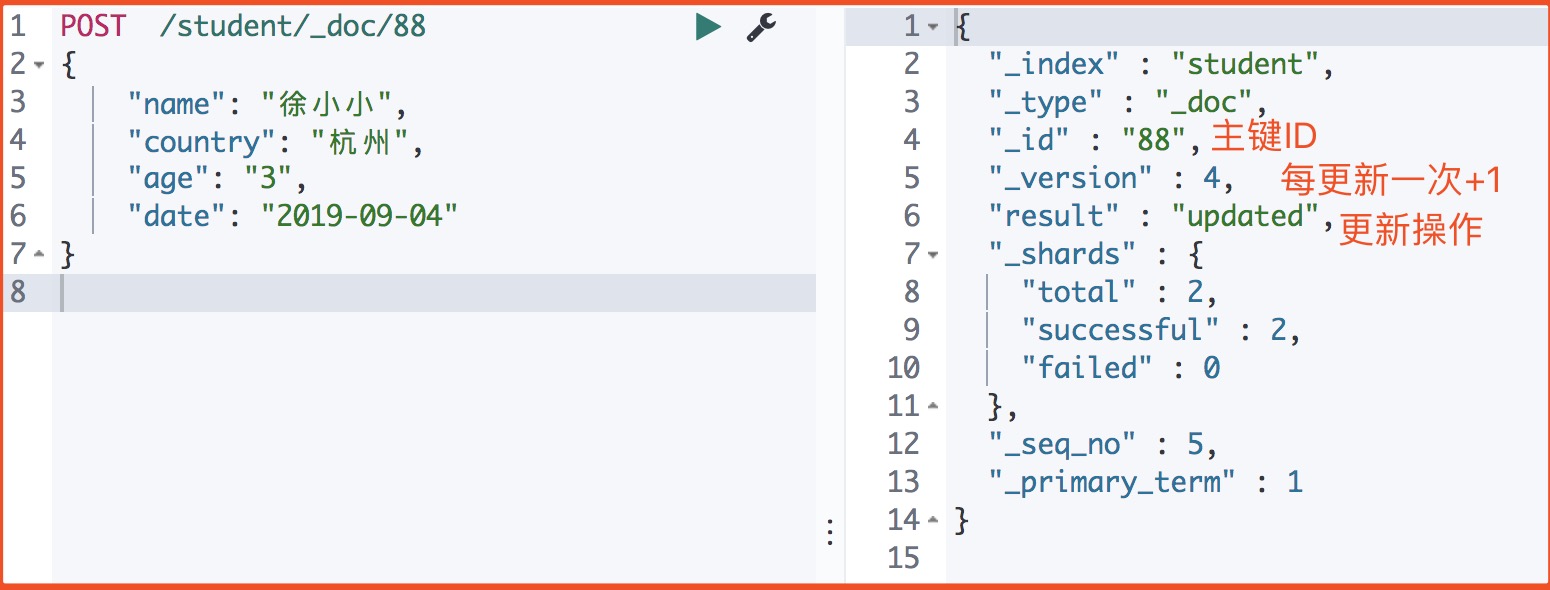 1 POST /student/_doc/88
2 {
3 "name": "徐小小",
4 "country": "杭州",
5 "age": "3",
6 "date": "2019-09-04"
7 }
8
1 {
2 "_index" : "student",
3 "_type" : "_doc",
4 "_id" : "88", 主键ID
5 "_version" : 4, 每更新一次+1
6 "result" : "updated", 更新操作
7 "_shards" : {
8 "total" : 2,
9 "successful" : 2,
10 "failed" : 0
11 },
12 "_seq_no" : 5,
13 "_primary_term" : 1
14 }
15